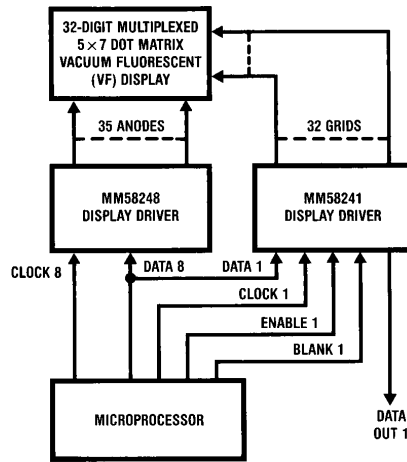 32-DIGIT MULTIPLEXED
5 × 7 DOT MATRIX
VACUUM FLUORESCENT
(VF) DISPLAY
35 ANODES
32 GRIDS
MM58248
DISPLAY DRIVER
MM58241
DISPLAY DRIVER
CLOCK 8
DATA 8
DATA 1
CLOCK 1
ENABLE 1
BLANK 1
MICROPROCESSOR
DATA
OUT 1